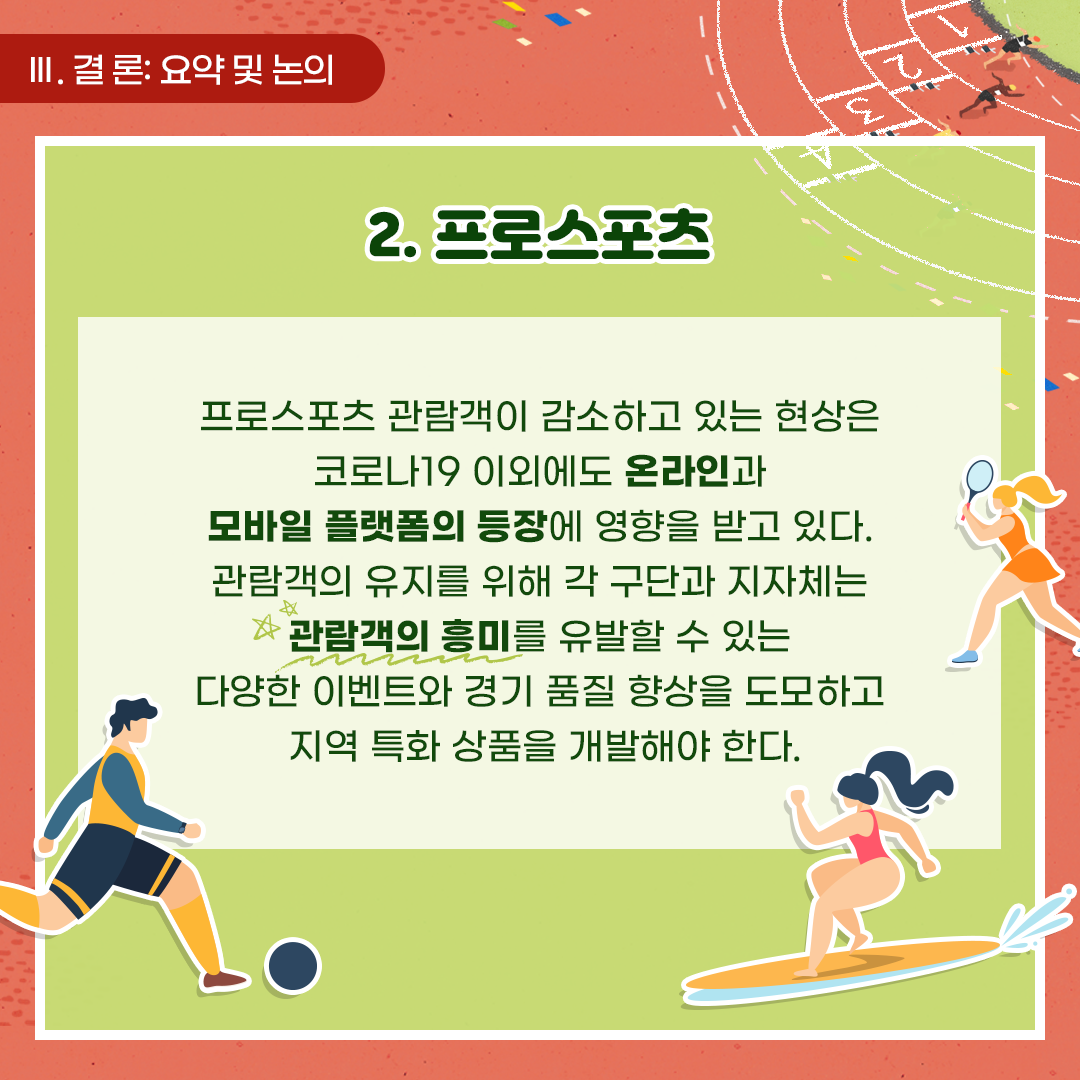 Ⅲ. 결 론: 요약 및 논의
1
2
3
4
2. 프로스포츠
프로스포츠 관람객이 감소하고 있는 현상은
코로나19 이외에도 온라인과
모바일 플랫폼의 등장에 영향을 받고 있다.
관람객의 유지를 위해 각 구단과 지자체는
관람객의 흥미를 유발할 수 있는
다양한 이벤트와 경기 품질 향상을 도모하고
지역 특화 상품을 개발해야 한다.